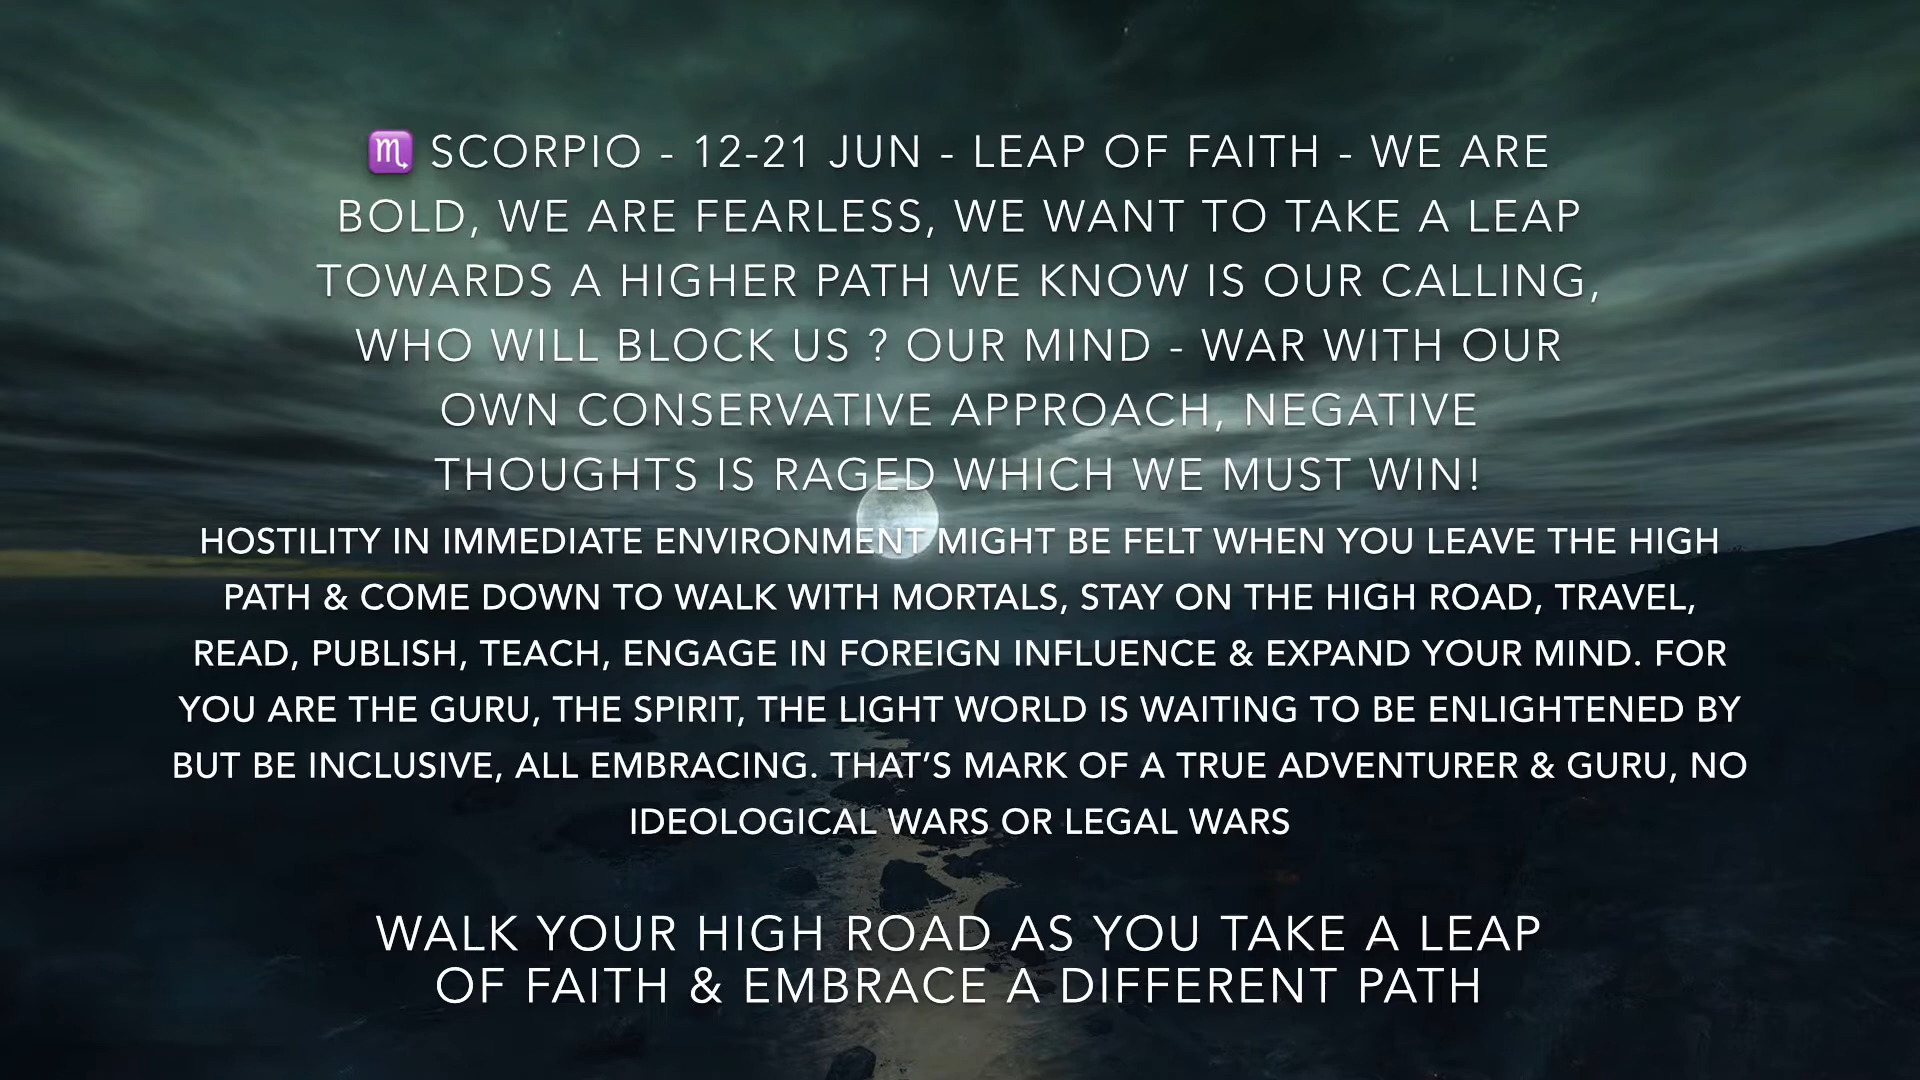 ♏ SCORPIO - 12-21 JUN - LEAP OF FAITH - WE ARE
BOLD, WE ARE FEARLESS, WE WANT TO TAKE A LEAP
TOWARDS A HIGHER PATH WE KNOW IS OUR CALLING,
WHO WILL BLOCK US ? OUR MIND - WAR WITH OUR
OWN CONSERVATIVE APPROACH, NEGATIVE
THOUGHTS IS RAGED WHICH WE MUST WIN!
HOSTILITY IN IMMEDIATE ENVIRONMENT MIGHT BE FELT WHEN YOU LEAVE THE HIGH
PATH & COME DOWN TO WALK WITH MORTALS, STAY ON THE HIGH ROAD, TRAVEL,
READ, PUBLISH, TEACH, ENGAGE IN FOREIGN INFLUENCE & EXPAND YOUR MIND. FOR
YOU ARE THE GURU, THE SPIRIT, THE LIGHT WORLD IS WAITING TO BE ENLIGHTENED BY
BUT BE INCLUSIVE, ALL EMBRACING. THAT’S MARK OF A TRUE ADVENTURER & GURU, NO
IDEOLOGICAL WARS OR LEGAL WARS
WALK YOUR HIGH ROAD AS YOU TAKE A LEAP
OF FAITH & EMBRACE A DIFFERENT PATH